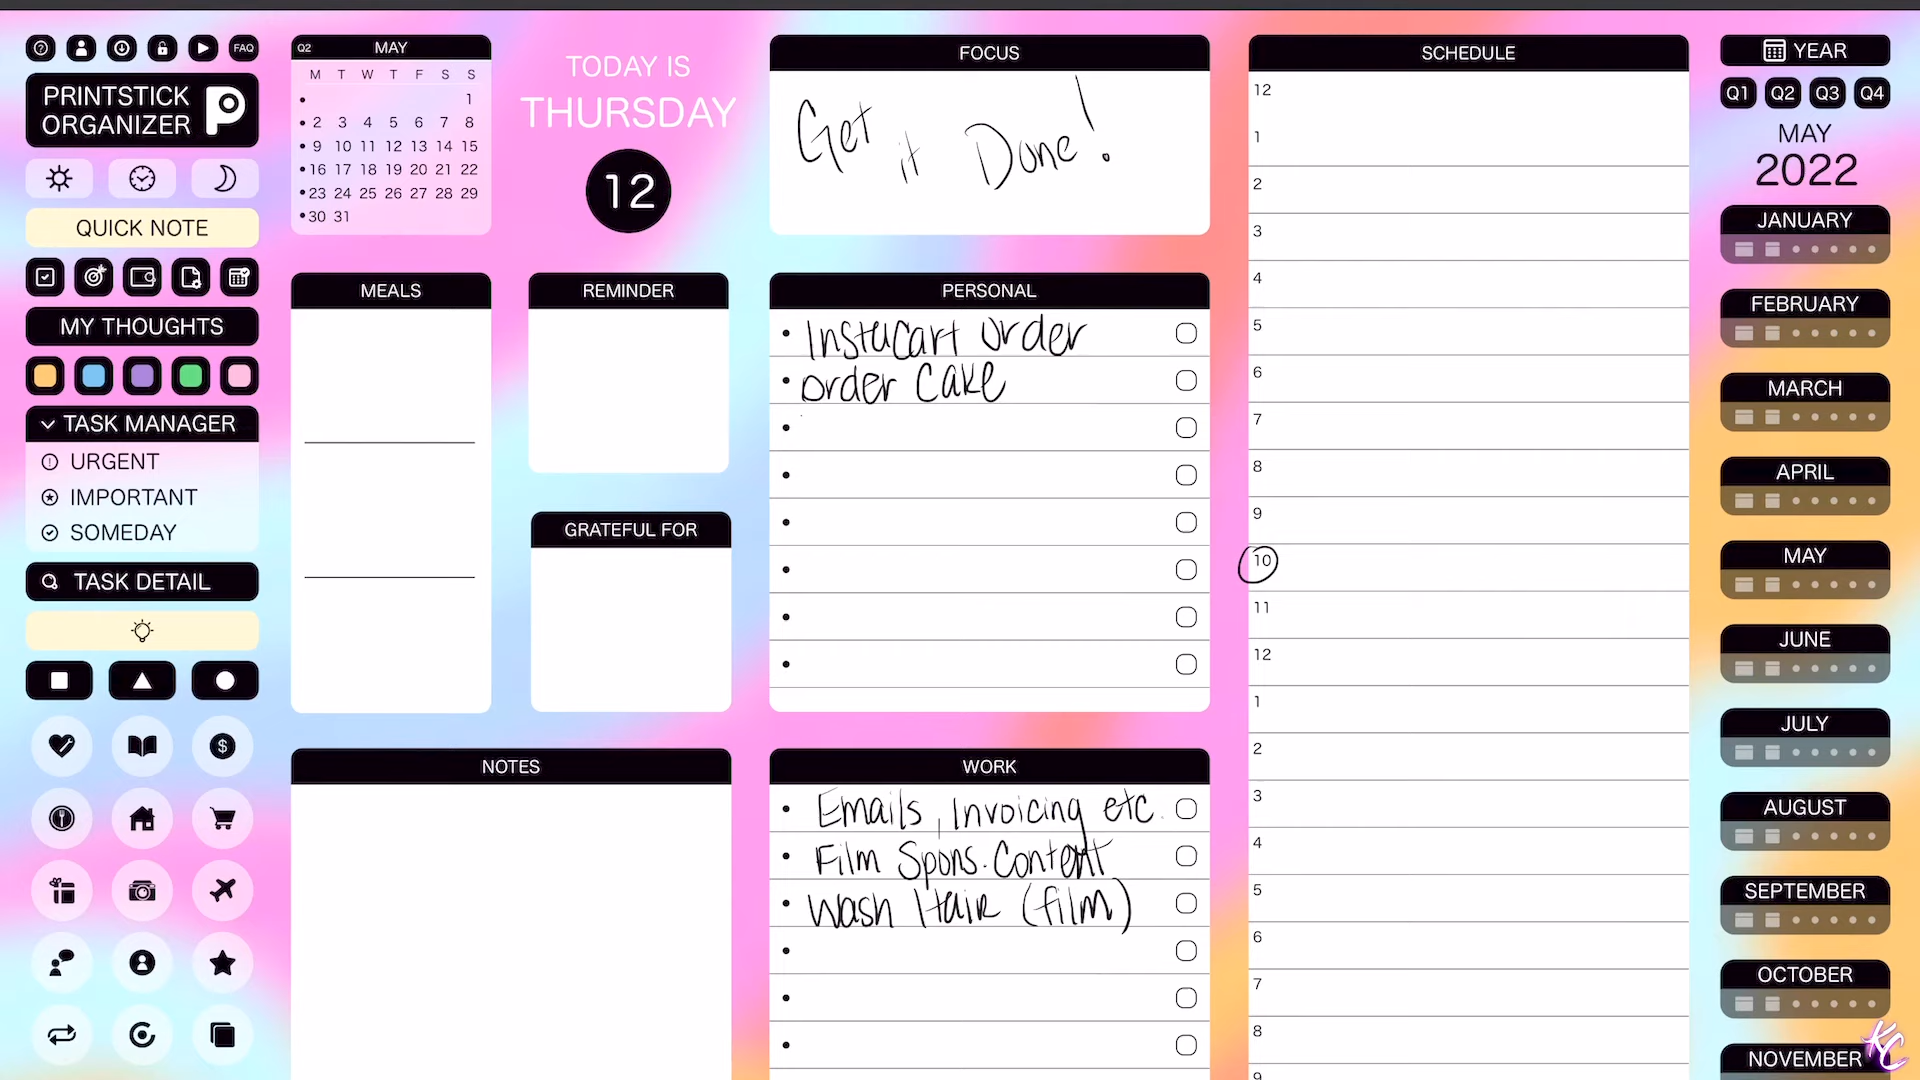 FAQ
PRINTSTICK
ORGANIZER
QUICK NOTE
MY THOUGHTS
TASK MANAGER
URGENT
IMPORTANT
SOMEDAY
TASK DETAIL
Q2 MAY
M T W T F S S
1
2 3 4 5 6 7 8
9 10 11 12 13 14 15
16 17 18 19 20 21 22
23 24 25 26 27 28 29
30 31
TODAY IS
THURSDAY
12
MEALS
REMINDER
GRATEFUL FOR
NOTES
FOCUS
Get it Done!
PERSONAL
Instacart order
order Cake
WORK
Emails, Invoicing etc.
Film Spons. Content
Wash Hair (film)
SCHEDULE
12
1
2
3
4
5
6
7
8
9
10
11
12
1
2
3
4
5
6
7
8
9
YEAR
Q1 Q2 Q3 Q4
MAY
2022
JANUARY
FEBRUARY
MARCH
APRIL
MAY
JUNE
JULY
AUGUST
SEPTEMBER
OCTOBER
NOVEMBER
KC